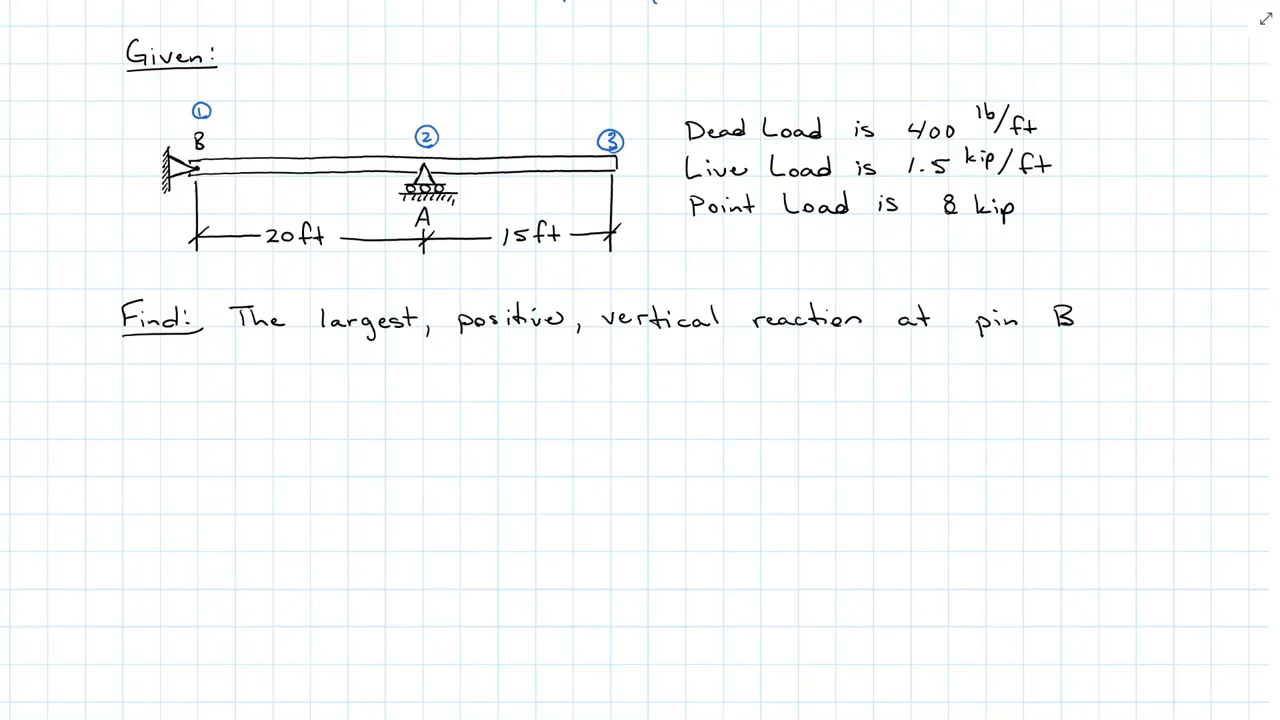 Given:
①
B
②
③
A
20ft
15ft
Dead Load is 400 lb/ft
Live Load is 1.5 kip/ft
Point Load is 8 kip
Find: The largest, positive, vertical reaction at pin B